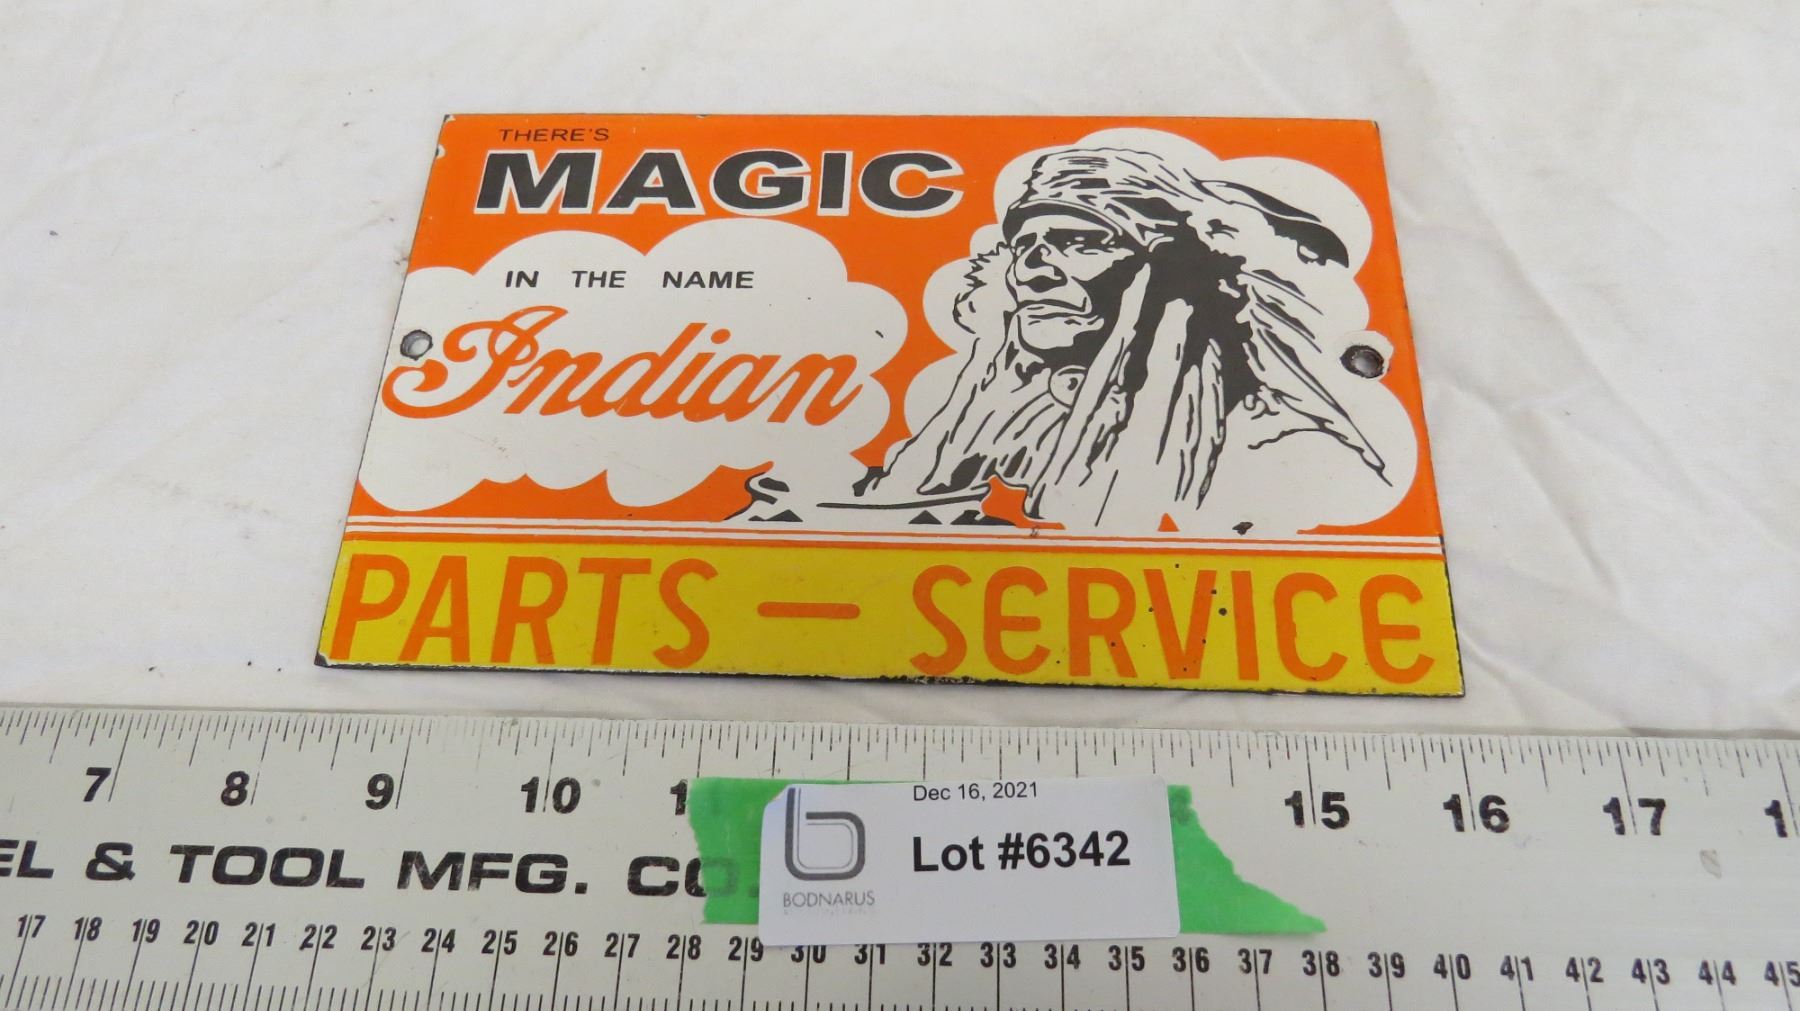 THERE'S
MAGIC
IN THE NAME
Indian
PARTS - SERVICE
7 8 9 10 15 16 17
Dec 16, 2021
Lot #6342
BODNARUS
& TOOL MFG. CO.
17 18 19 20 21 22 23 24 25 26 27 28 29 30 31 32 33 34 35 36 37 38 39 40 41 42 43 44 45